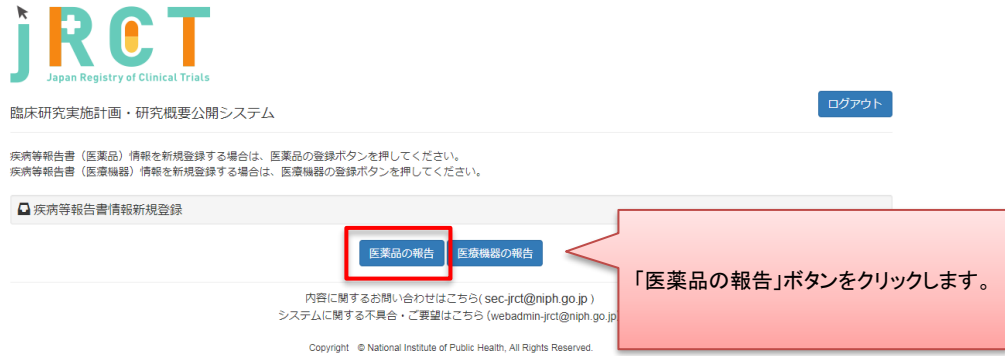 jRCT
Japan Registry of Clinical Trials
臨床研究実施計画・研究概要公開システム
ログアウト
疾病等報告書（医薬品）情報を新規登録する場合は、医薬品の登録ボタンを押してください。
疾病等報告書（医療機器）情報を新規登録する場合は、医療機器の登録ボタンを押してください。
疾病等報告書情報新規登録
医薬品の報告 医療機器の報告
「医薬品の報告」ボタンをクリックします。
内容に関するお問い合わせはこちら( sec-jrct@niph.go.jp )
システムに関する不具合・ご要望はこちら (webadmin-jrct@niph.go.jp
Copyright © National Institute of Public Health, All Rights Reserved.